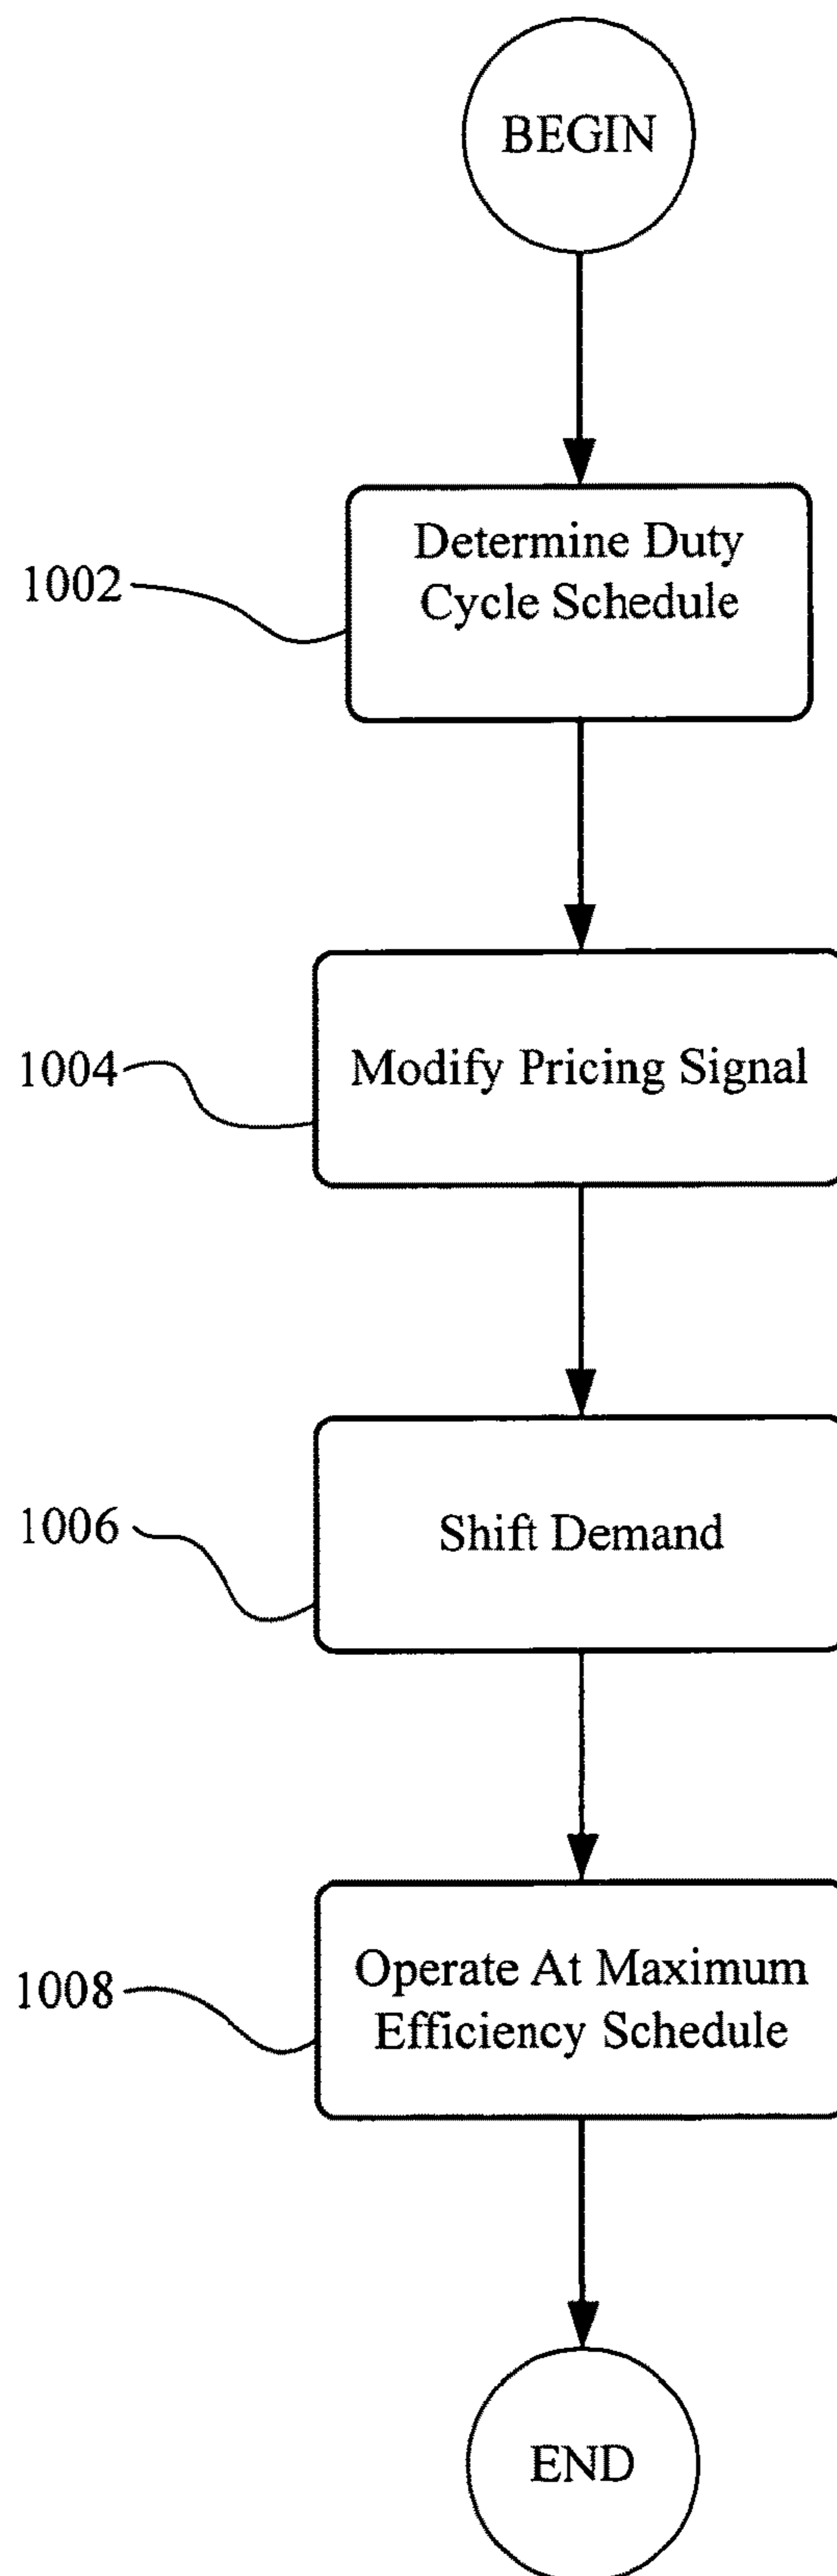 BEGIN
1002
Determine Duty
Cycle Schedule
1004
Modify Pricing Signal
1006
Shift Demand
1008
Operate At Maximum
Efficiency Schedule
END